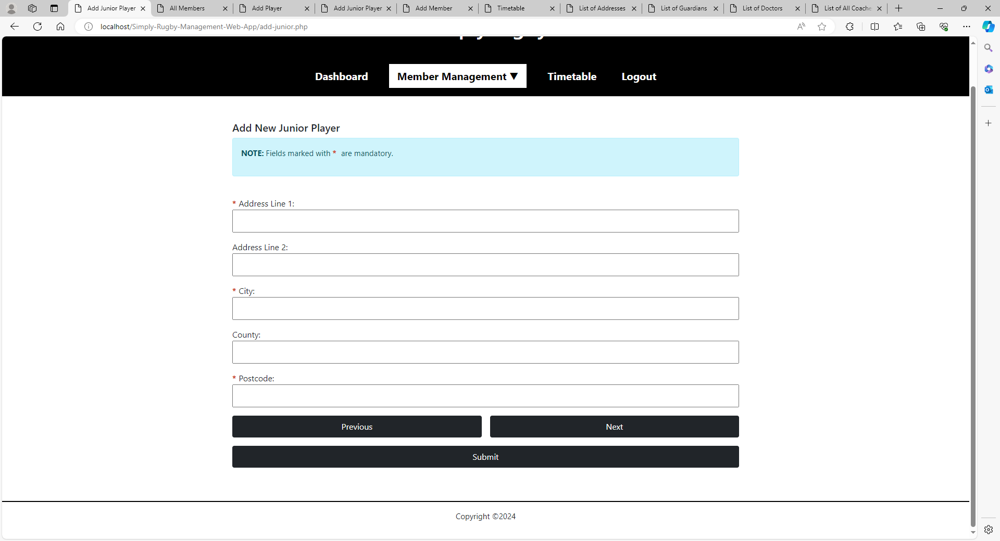 Add Junior Player
All Members
Add Player
Add Junior Player
Add Member
Timetable
List of Addresses
List of Guardians
List of Doctors
List of All Coache
localhost/Simply-Rugby-Management-Web-App/add-junior.php
Dashboard
Member Management ▼
Timetable
Logout
Add New Junior Player
NOTE: Fields marked with * are mandatory.
* Address Line 1:
Address Line 2:
* City:
County:
* Postcode:
Previous
Next
Submit
Copyright ©2024